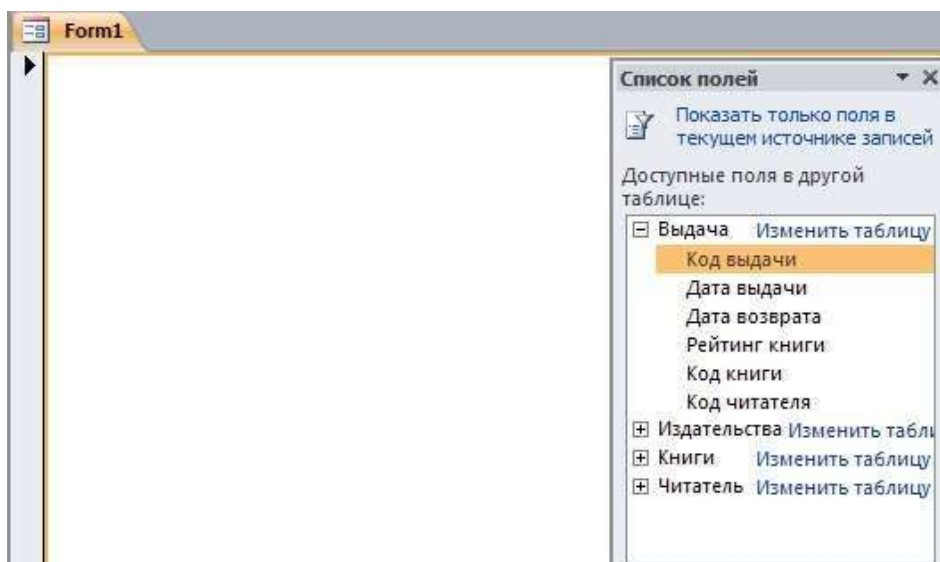 Form1
Список полей
Показать только поля в
текущем источнике записей
Доступные поля в другой
таблице:
Выдача Изменить таблицу
Код выдачи
Дата выдачи
Дата возврата
Рейтинг книги
Код книги
Код читателя
Издательства Изменить табли
Книги Изменить таблицу
Читатель Изменить таблицу